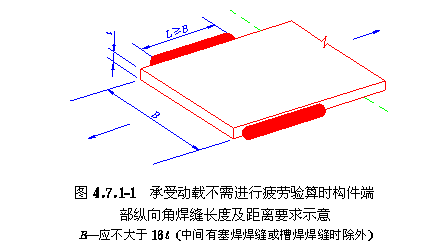 L≥B
t
B
图 4.7.1-1 承受动载不需进行疲劳验算时构件端
部纵向角焊缝长度及距离要求示意
B—应不大于 16t (中间有塞焊焊缝或槽焊焊缝时除外)